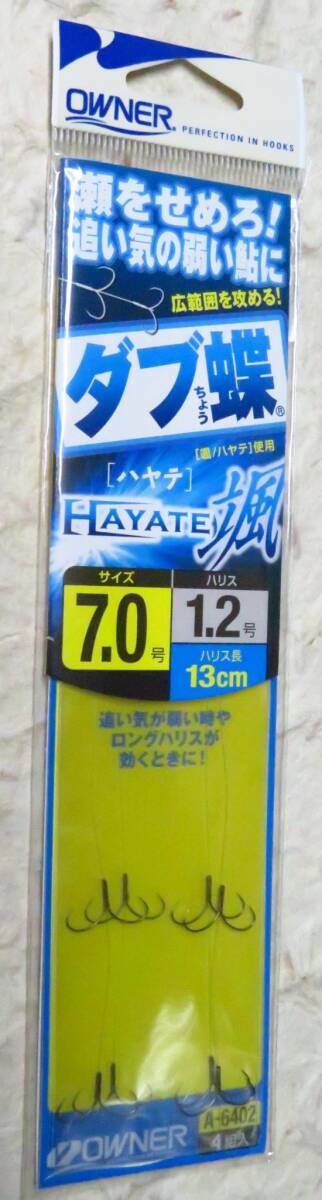 OWNER
PERFECTION IN HOOKS
瀬をせめろ!
追い気の弱い鮎に
広範囲を攻める!
ダブ蝶®
ちょう
[颯/ハヤテ]使用
[ハヤテ]
HAYATE 颯
サイズ
7.0号
ハリス
1.2号
ハリス長
13cm
追い気が弱い時や
ロングハリスが
効くときに!
A-6402
4組入
OWNER